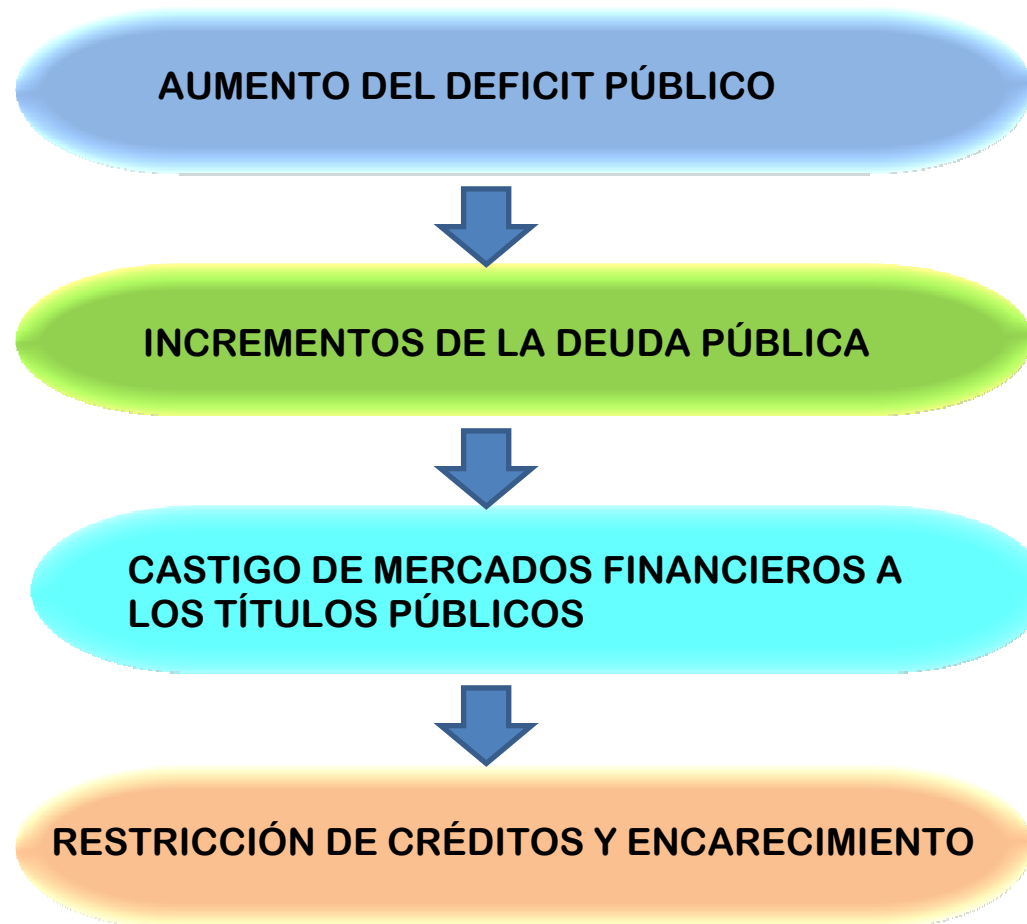 AUMENTO DEL DEFICIT PÚBLICO
INCREMENTOS DE LA DEUDA PÚBLICA
CASTIGO DE MERCADOS FINANCIEROS A
LOS TÍTULOS PÚBLICOS
RESTRICCIÓN DE CRÉDITOS Y ENCARECIMIENTO